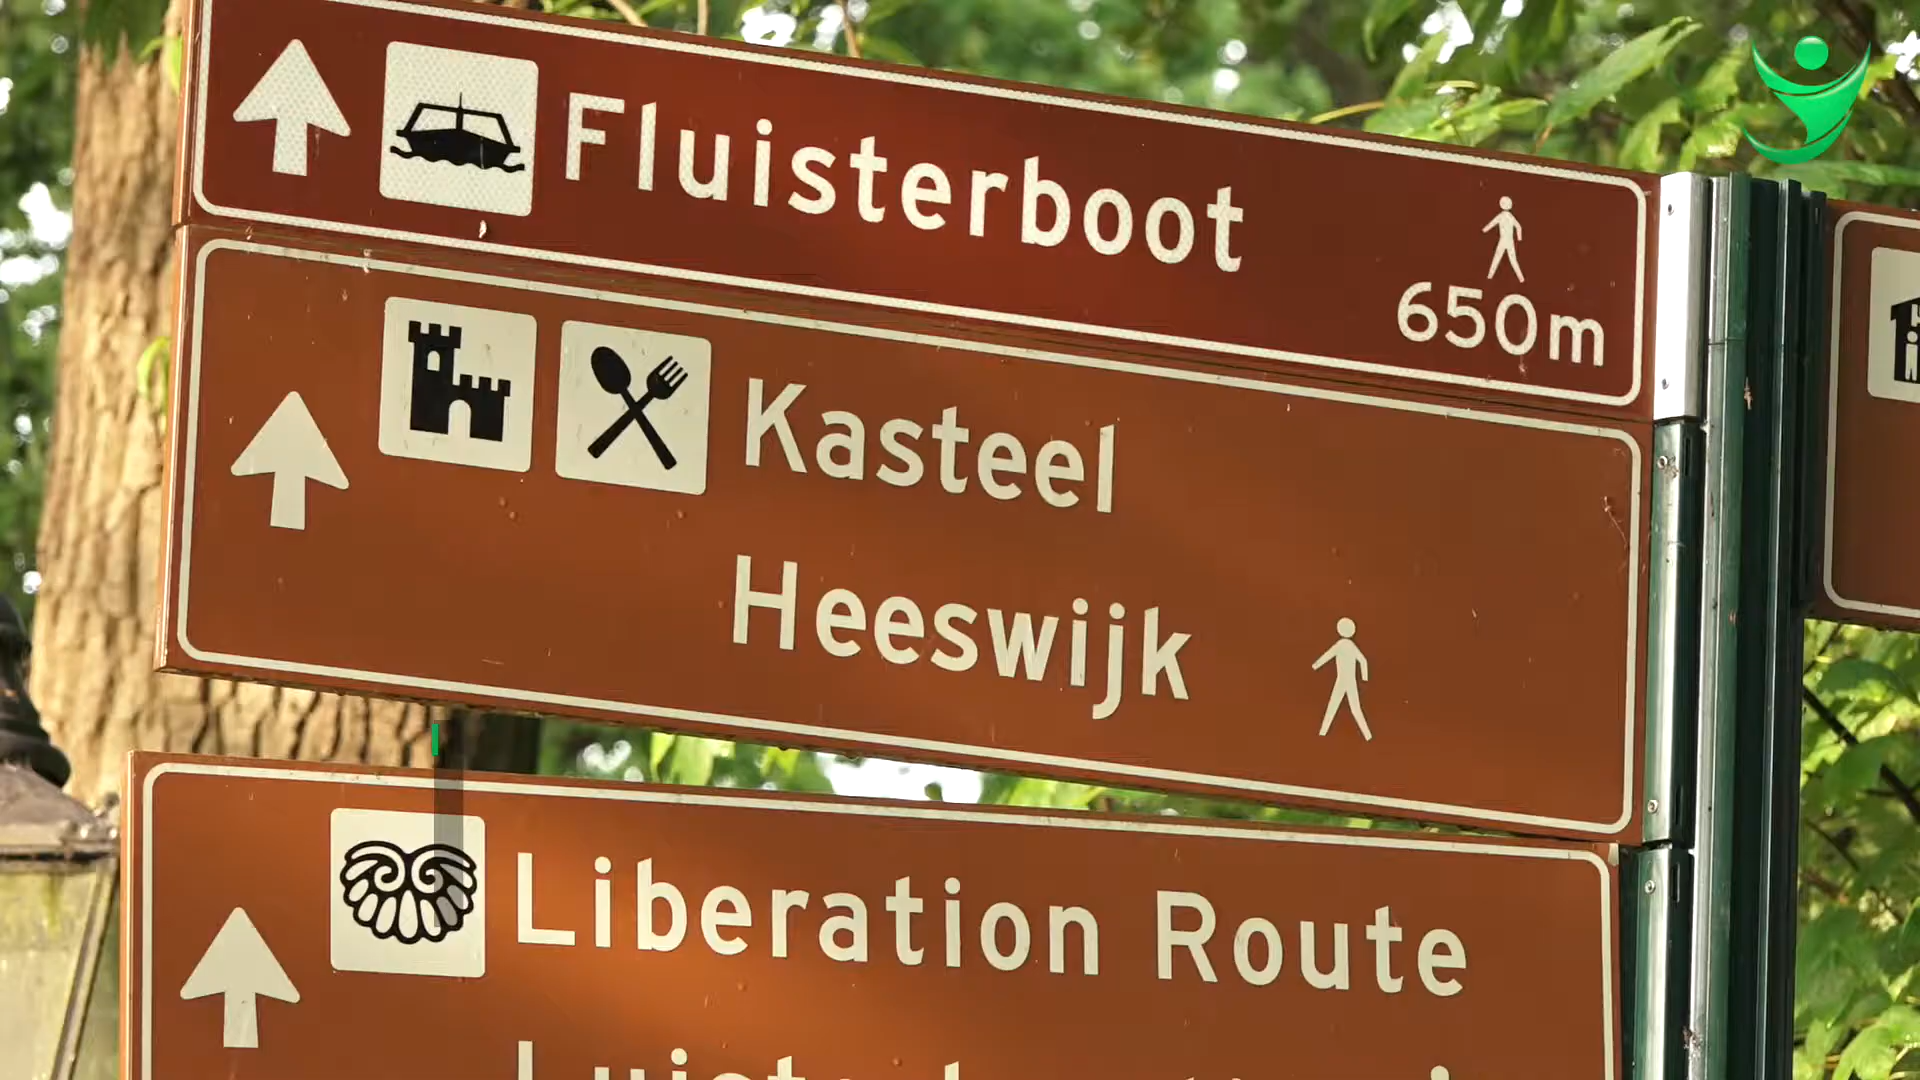 Fluisterboot
650m
Kasteel
Heeswijk
Liberation Route